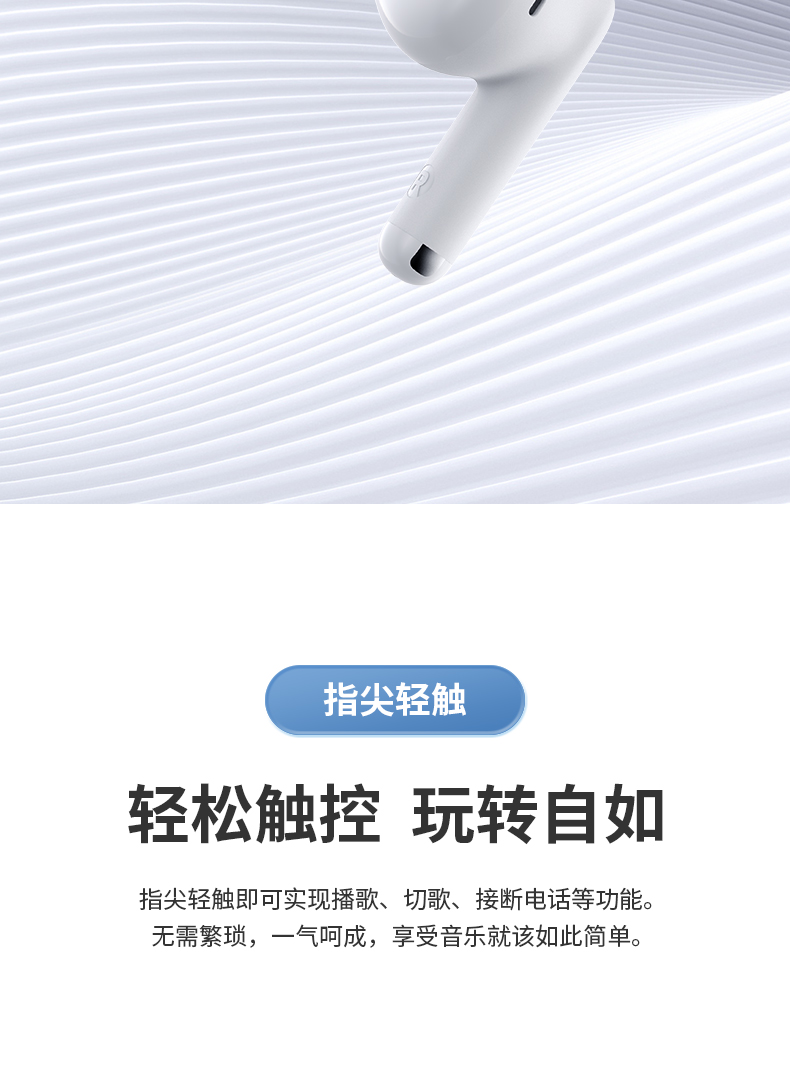 R
指尖轻触
轻松触控 玩转自如
指尖轻触即可实现播歌、切歌、接断电话等功能。
无需繁琐，一气呵成，享受音乐就该如此简单。